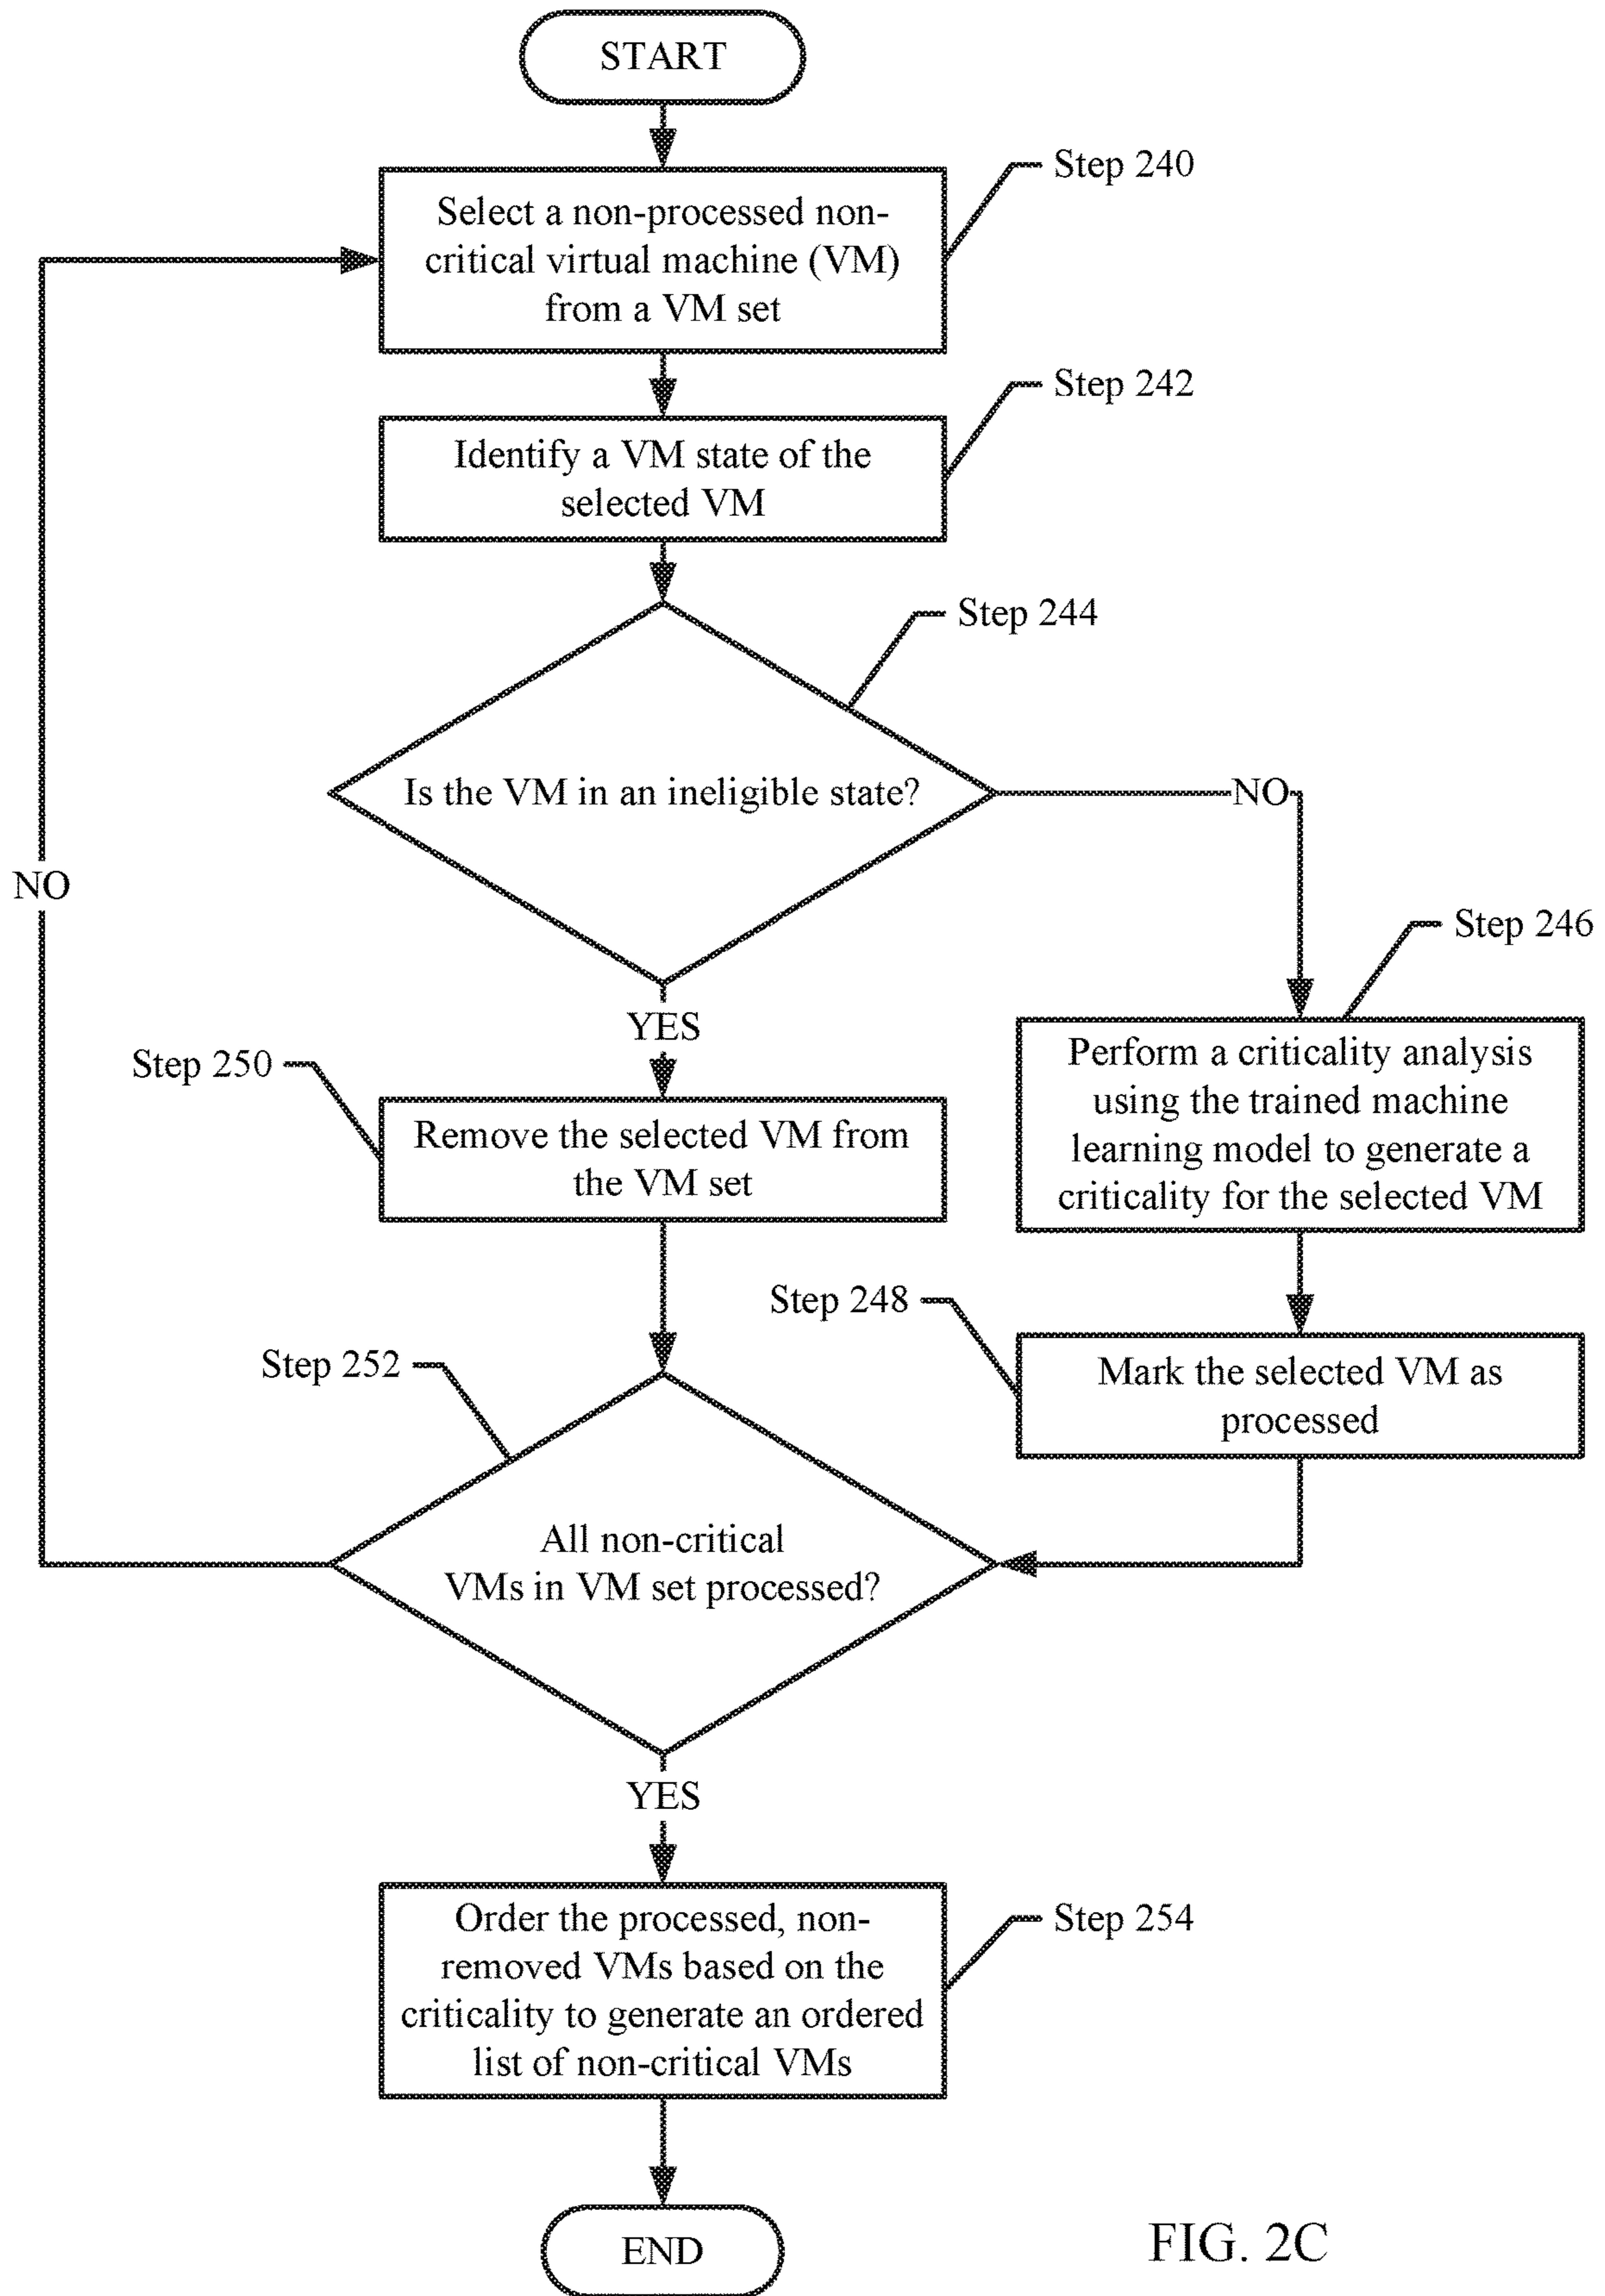 START
Step 240
Select a non-processed non-
critical virtual machine (VM)
from a VM set
Step 242
Identify a VM state of the
selected VM
Step 244
Is the VM in an ineligible state?
NO
NO
Step 246
YES
Step 250
Perform a criticality analysis
using the trained machine
learning model to generate a
criticality for the selected VM
Remove the selected VM from
the VM set
Step 248
Mark the selected VM as
processed
Step 252
All non-critical
VMs in VM set processed?
YES
Step 254
Order the processed, non-
removed VMs based on the
criticality to generate an ordered
list of non-critical VMs
END
FIG. 2C